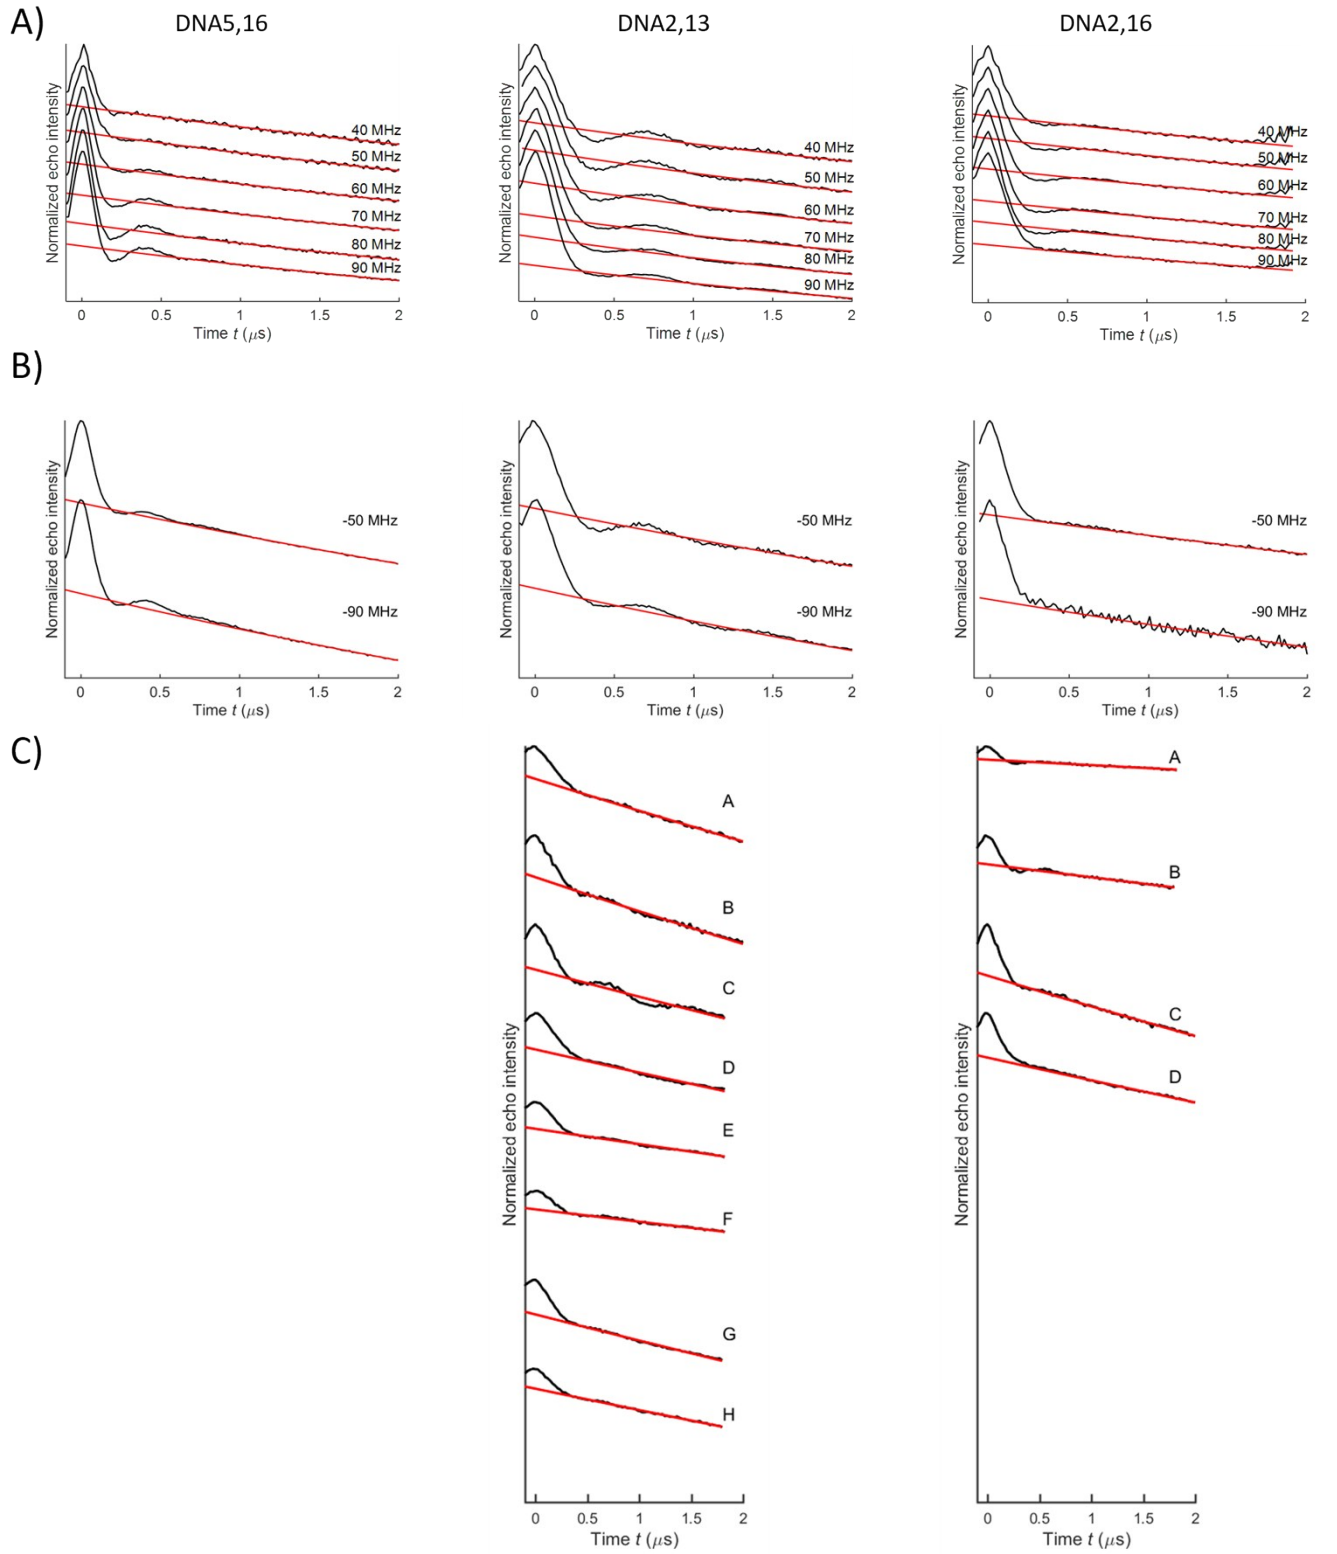 A)
DNA5,16
DNA2,13
DNA2,16
Normalized echo intensity
40 MHz
50 MHz
60 MHz
70 MHz
80 MHz
90 MHz
0 0.5 1 1.5 2
Time t (μs)
Normalized echo intensity
40 MHz
50 MHz
60 MHz
70 MHz
80 MHz
90 MHz
0 0.5 1 1.5 2
Time t (μs)
Normalized echo intensity
40 MHz
50 MHz
60 MHz
70 MHz
80 MHz
90 MHz
0 0.5 1 1.5 2
Time t (μs)
B)
Normalized echo intensity
-50 MHz
-90 MHz
0 0.5 1 1.5 2
Time t (μs)
Normalized echo intensity
-50 MHz
-90 MHz
0 0.5 1 1.5 2
Time t (μs)
Normalized echo intensity
-50 MHz
-90 MHz
0 0.5 1 1.5 2
Time t (μs)
C)
Normalized echo intensity
A
B
C
D
E
F
G
H
0 0.5 1 1.5 2
Time t (μs)
Normalized echo intensity
A
B
C
D
0 0.5 1 1.5 2
Time t (μs)